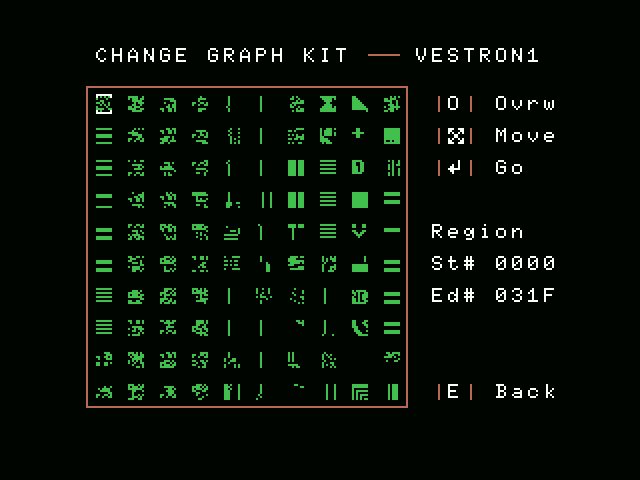 CHANGE GRAPH KIT — VESTRON1
|O| Ovrw
| | Move
|↵| Go
Region
St# 0000
Ed# 031F
|E| Back